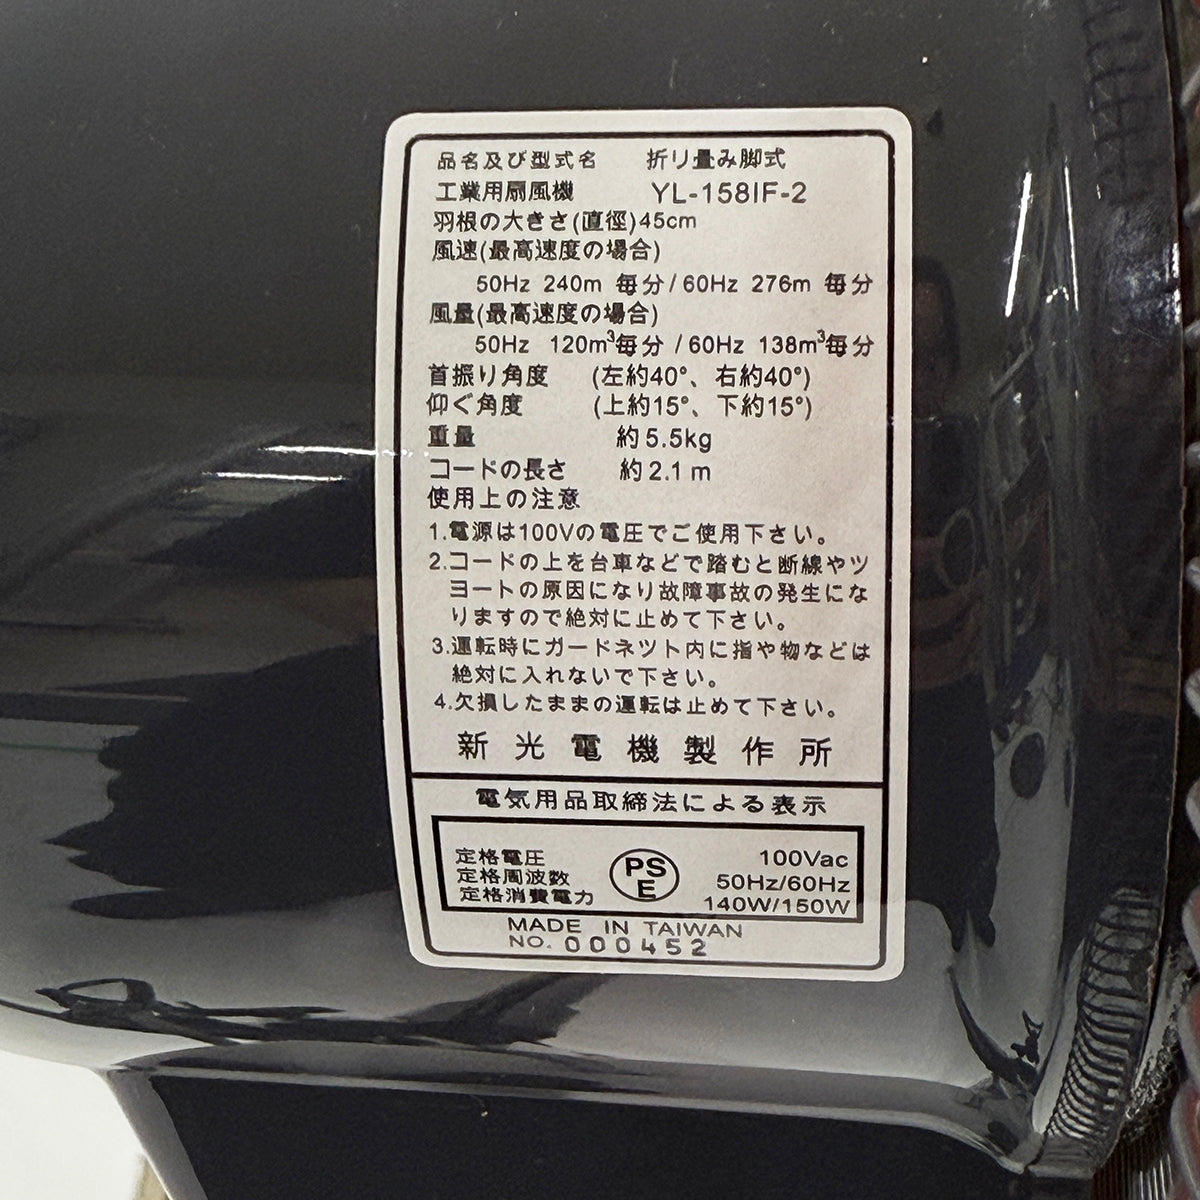 品名及び型式名 折り畳み脚式
工業用扇風機 YL-158IF-2
羽根の大きさ(直徑)45cm
風速(最高速度の場合)
50Hz 240m 每分/60Hz 276m 每分
風量(最高速度の場合)
50Hz 120m³每分/60Hz 138m³每分
首振り角度 (左約40°、右約40°)
仰ぐ角度 (上約15°、下約15°)
重量 約5.5kg
コードの長さ 約2.1m
使用上の注意
1.電源は100Vの電圧でご使用下さい。
2.コードの上を台車などで踏むと断線やツ
ヨートの原因になり故障事故の発生にな
りますので絶対に止めて下さい。
3.運転時にガードネツト内に指や物などは
絶対に入れないで下さい。
4.欠損したままの運転は止めて下さい。
新光電機製作所
電気用品取締法による表示
定格電圧 100Vac
定格周波数 50Hz/60Hz
定格消費電力 140W/150W
PS
E
MADE IN TAIWAN
NO. 000452